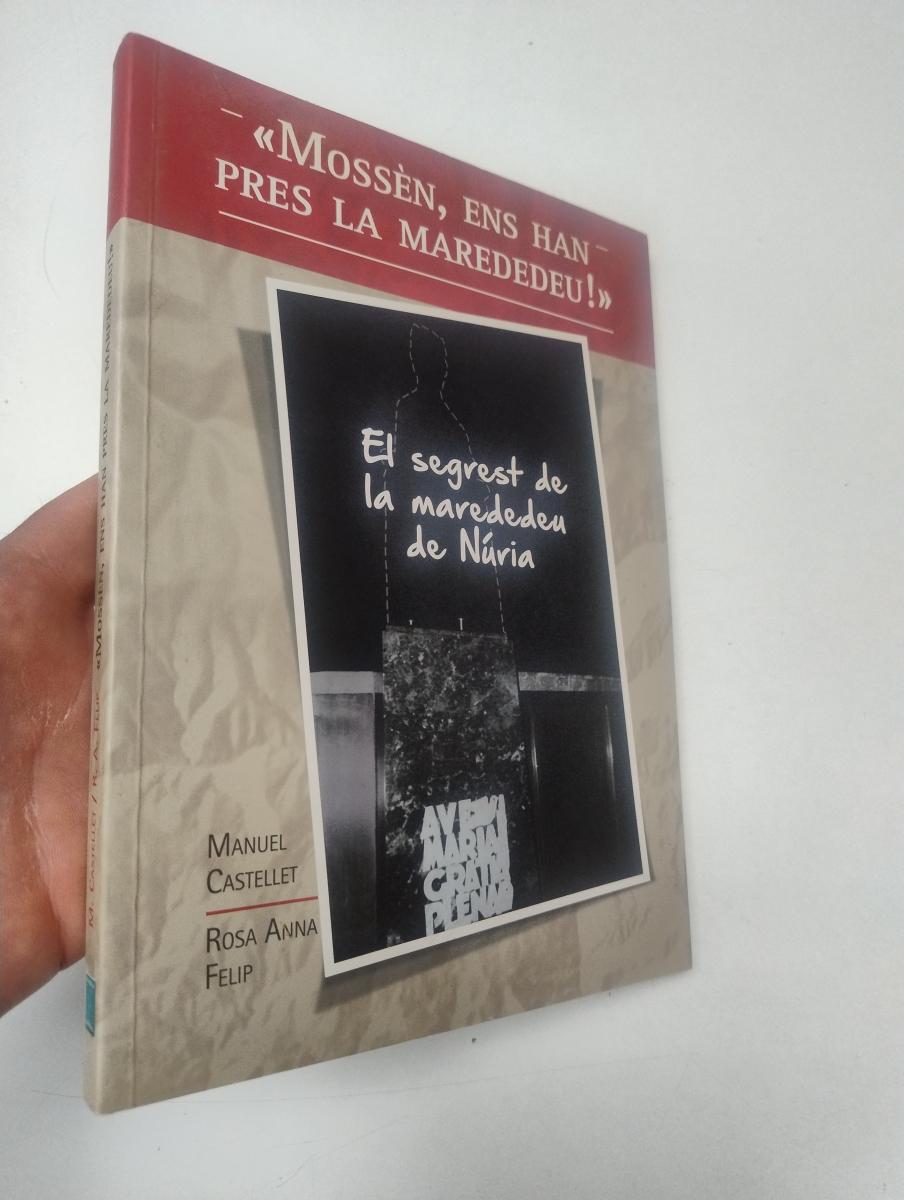 «Mossèn, ens han
pres la marededeu!»
El segrest de
la marededeu
de Núria
AVE
MARIA
GRATIA
PLENA
Manuel
Castellet
Rosa Anna
Felip
M. Castellet / R. A. Felip «Mossèn, ens han pres la marededeu!»